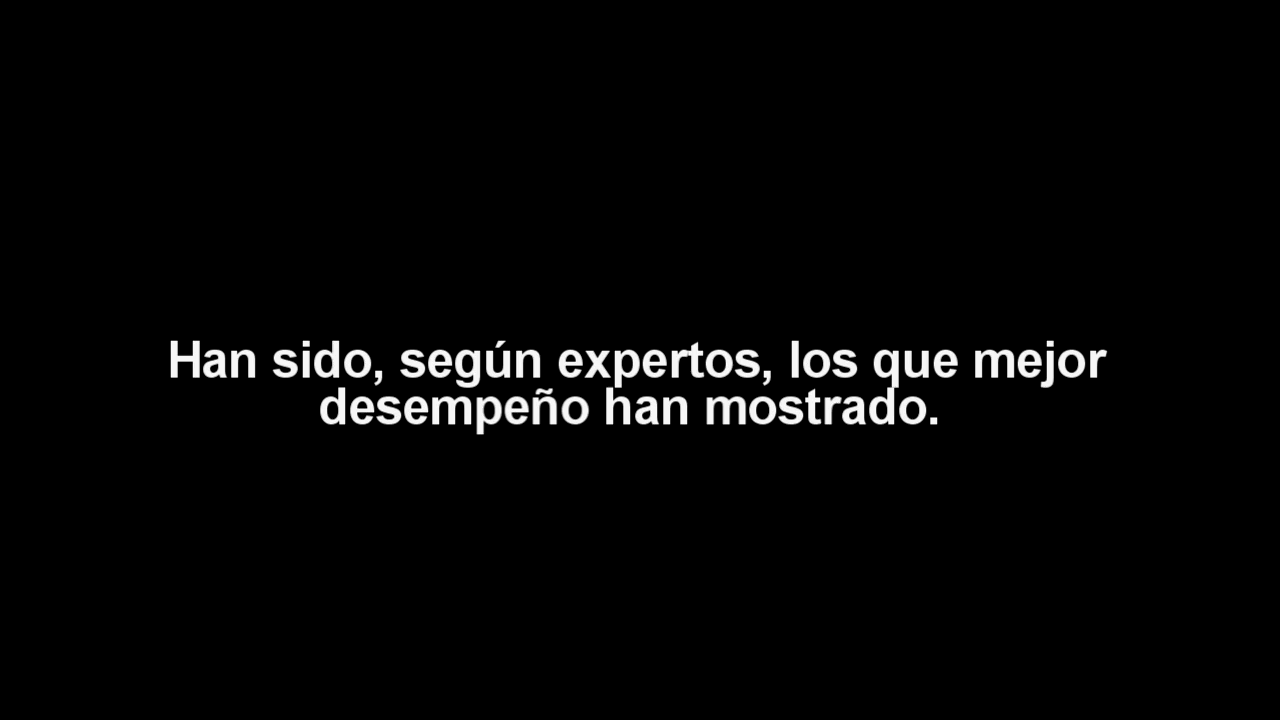 Han sido, según expertos, los que mejor
desempeño han mostrado.